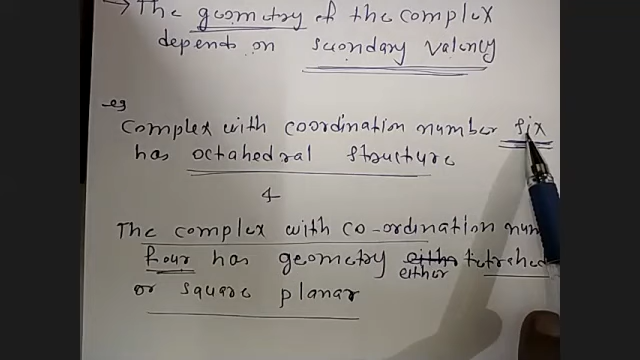 → The geometry of the complex
depends on secondary valency
eg
Complex with coordination number six
has octahedral structure
4
The complex with co-ordination num
four has geometry either tetrahed
either
or square planar